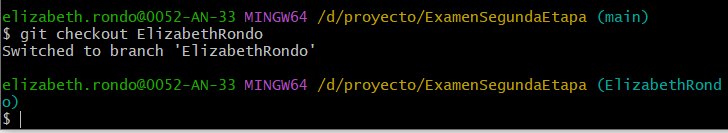 elizabeth.rondo@0052-AN-33 MINGW64 /d/proyecto/ExamenSegundaEtapa (main)
$ git checkout ElizabethRondo
Switched to branch 'ElizabethRondo'
elizabeth.rondo@0052-AN-33 MINGW64 /d/proyecto/ExamenSegundaEtapa (ElizabethRond
o)
$